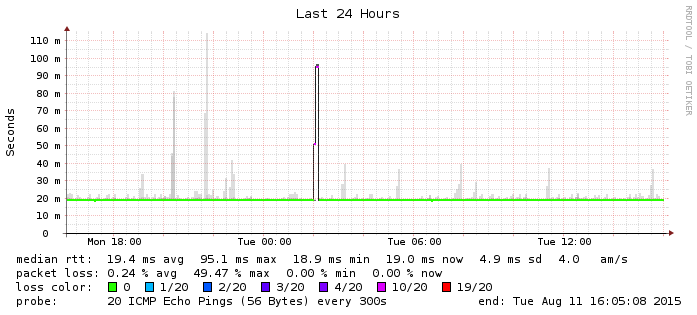 Last 24 Hours
RRDTOOL / TOBI OETIKER
Seconds
110 m
100 m
90 m
80 m
70 m
60 m
50 m
40 m
30 m
20 m
10 m
0
Mon 18:00 Tue 00:00 Tue 06:00 Tue 12:00
median rtt: 19.4 ms avg 95.1 ms max 18.9 ms min 19.0 ms now 4.9 ms sd 4.0 am/s
packet loss: 0.24 % avg 49.47 % max 0.00 % min 0.00 % now
loss color: 0 1/20 2/20 3/20 4/20 10/20 19/20
probe: 20 ICMP Echo Pings (56 Bytes) every 300s end: Tue Aug 11 16:05:08 2015